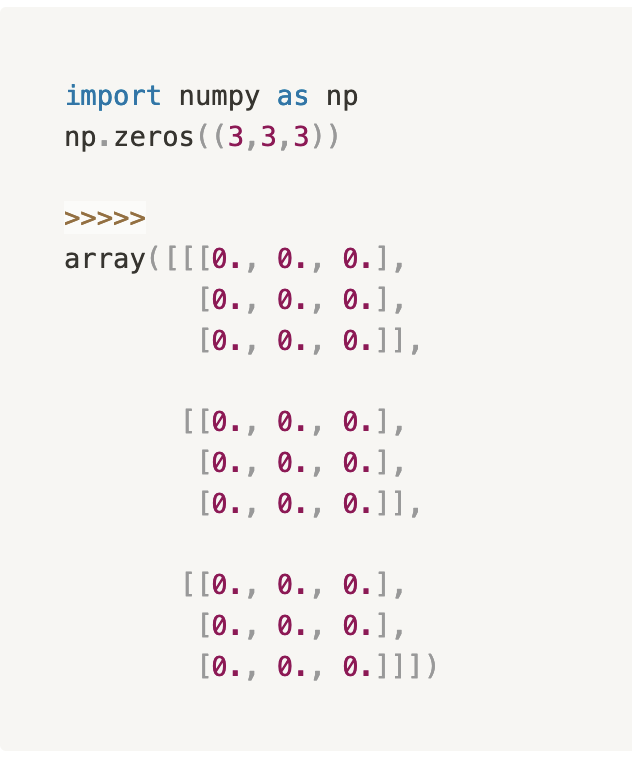 import numpy as np
np.zeros((3,3,3))
>>>>>
array([[[0., 0., 0.],
        [0., 0., 0.],
        [0., 0., 0.]],
       [[0., 0., 0.],
        [0., 0., 0.],
        [0., 0., 0.]],
       [[0., 0., 0.],
        [0., 0., 0.],
        [0., 0., 0.]]])